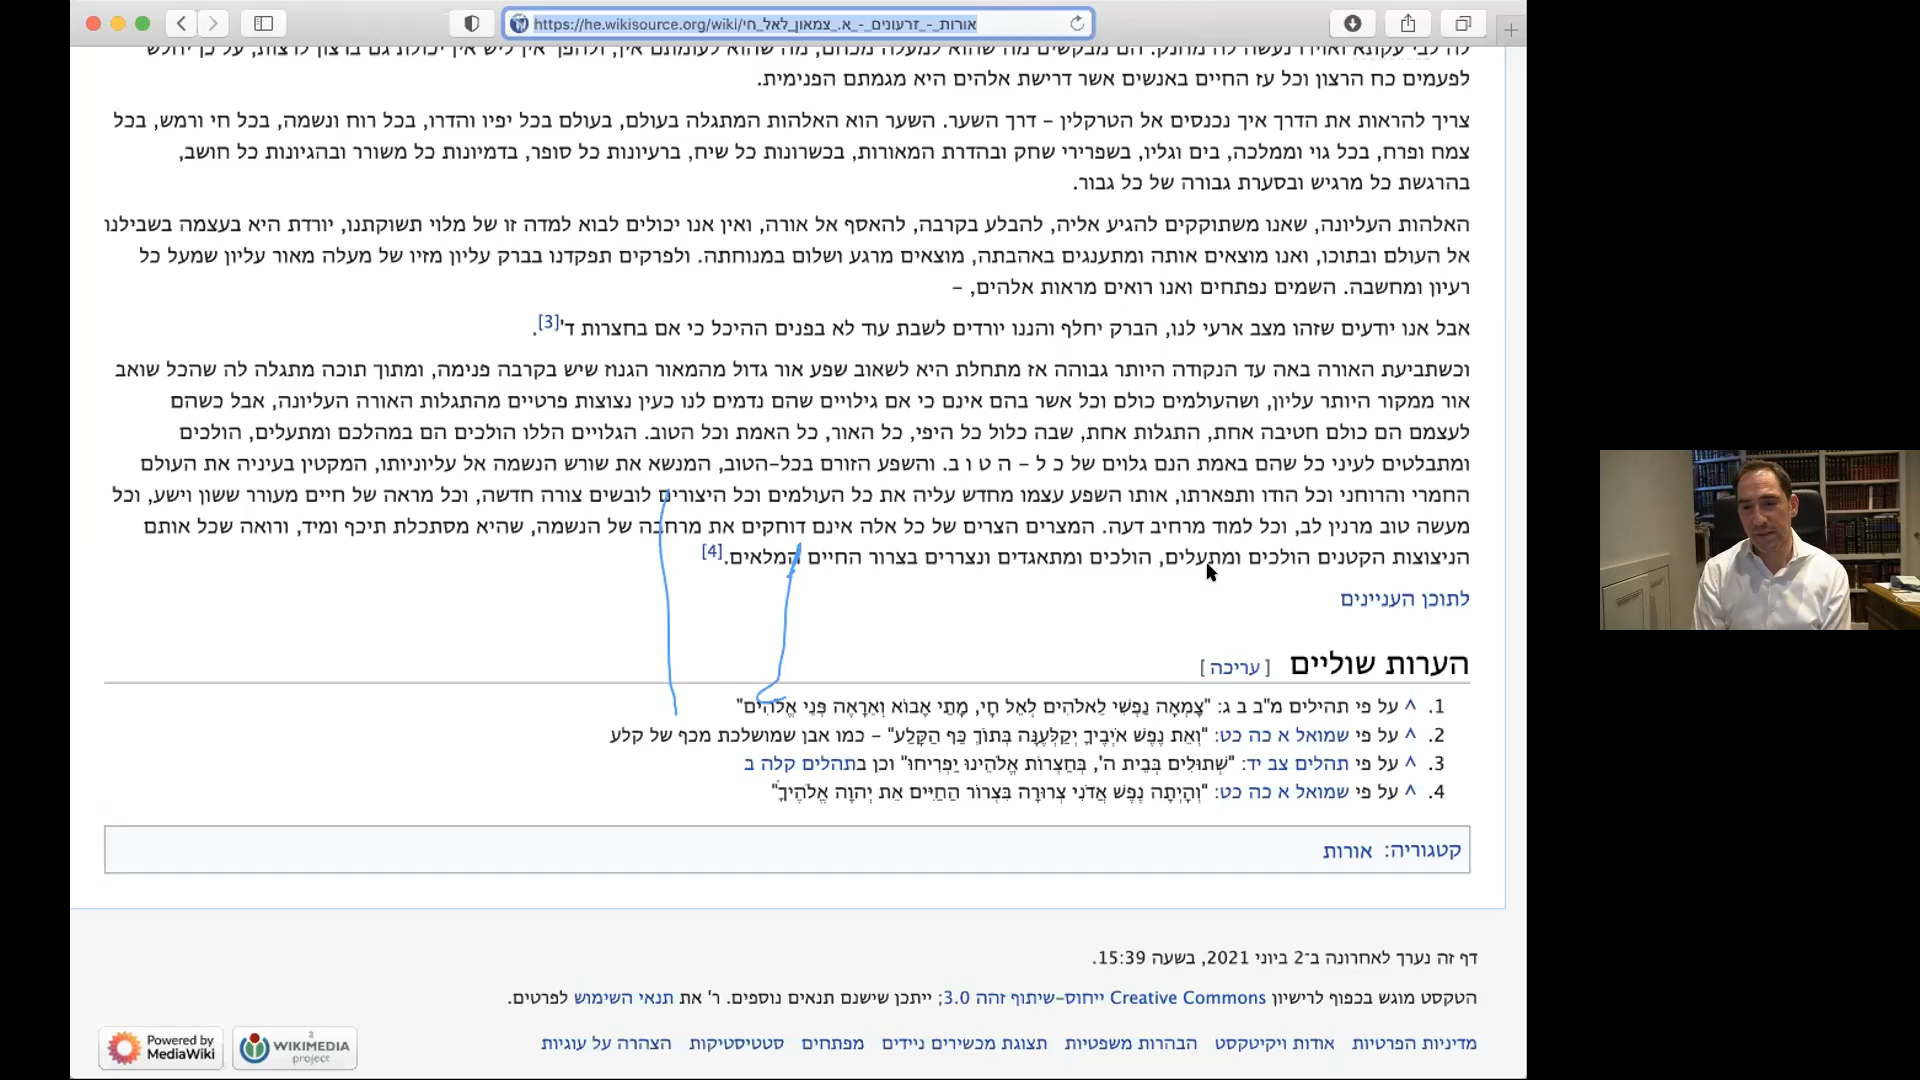 https://he.wikisource.org/wiki/אורות_-_זרעונים_-_א._צמאון_לאל_חי
לפעמים כח הרצון וכל עז החיים באנשים אשר דרישת אלהים היא מגמתם הפנימית.
צריך להראות את הדרך איך נכנסים אל הטרקלין – דרך השער. השער הוא האלהות המתגלה בעולם, בעולם בכל יפיו והדרו, בכל רוח ונשמה, בכל חי ורמש, בכל
צמח ופרח, בכל גוי וממלכה, בים וגליו, בשפרירי שחק ובהדרת המאורות, בכשרונות כל שיח, ברעיונות כל סופר, בדמיונות כל משורר ובהגיונות כל חושב,
בהרגשת כל מרגיש ובסערת גבורה של כל גבור.
האלהות העליונה, שאנו משתוקקים להגיע אליה, להבלע בקרבה, להאסף אל אורה, ואין אנו יכולים לבוא למדה זו של מלוי תשוקתנו, יורדת היא בעצמה בשבילנו
אל העולם ובתוכו, ואנו מוצאים אותה ומתענגים באהבתה, מוצאים מרגע ושלום במנוחתה. ולפרקים תפקדנו בברק עליון מזיו של מעלה מאור עליון שמעל כל
רעיון ומחשבה. השמים נפתחים ואנו רואים מראות אלהים, –
אבל אנו יודעים שזהו מצב ארעי לנו, הברק יחלף והננו יורדים לשבת עוד לא בפנים ההיכל כי אם בחצרות ד'[3].
וכשתביעת האורה באה עד הנקודה היותר גבוהה אז מתחלת היא לשאוב שפע אור גדול מהמאור הגנוז שיש בקרבה פנימה, ומתוך תוכה מתגלה לה שהכל שואב
אור ממקור היותר עליון, ושהעולמים כולם וכל אשר בהם אינם כי אם גילויים שהם נדמים לנו כעין נצוצות פרטיים מהתגלות האורה העליונה, אבל כשהם
לעצמם הם כולם חטיבה אחת, התגלות אחת, שבה כלול כל היפי, כל האור, כל האמת וכל הטוב. הגלויים הללו הולכים הם במהלכם ומתעלים, הולכים
ומתבלטים לעיני כל שהם באמת הנם גלוים של כ ל – ה ט ו ב. והשפע הזורם בכל-הטוב, המנשא את שורש הנשמה אל עליוניותו, המקטין בעיניה את העולם
החמרי והרוחני וכל הודו ותפארתו, אותו השפע עצמו מחדש עליה את כל העולמים וכל היצורים לובשים צורה חדשה, וכל מראה של חיים מעורר ששון וישע, וכל
מעשה טוב מרנין לב, וכל למוד מרחיב דעה. המצרים הצרים של כל אלה אינם דוחקים את מרחבה של הנשמה, שהיא מסתכלת תיכף ומיד, ורואה שכל אותם
הניצוצות הקטנים הולכים ומתעלים, הולכים ומתאגדים ונצררים בצרור החיים המלאים.[4]
לתוכן העניינים
הערות שוליים [עריכה]
1. ^ על פי תהילים מ"ב ב ג: "צָמְאָה נַפְשִׁי לֵאלֹהִים לְאֵל חָי, מָתַי אָבוֹא וְאֵרָאֶה פְּנֵי אֱלֹהִים"
2. ^ על פי שמואל א כה כט: "וְאֵת נֶפֶשׁ אֹיְבֶיךָ יְקַלְּעֶנָּה בְּתוֹךְ כַּף הַקָּלַע" – כמו אבן שמושלכת מכף של קלע
3. ^ על פי תהלים צב יד: "שְׁתוּלִים בְּבֵית ה', בְּחַצְרוֹת אֱלֹהֵינוּ יַפְרִיחוּ" וכן בתהלים קלה ב
4. ^ על פי שמואל א כה כט: "וְהָיְתָה נֶפֶשׁ אֲדֹנִי צְרוּרָה בִּצְרוֹר הַחַיִּים אֵת יְהוָה אֱלֹהֶיךָ"
קטגוריה: אורות
דף זה נערך לאחרונה ב־2 ביוני 2021, בשעה 15:39.
הטקסט מוגש בכפוף לרישיון Creative Commons ייחוס-שיתוף זהה 3.0; ייתכן שישנם תנאים נוספים. ר' את תנאי השימוש לפרטים.
מדיניות הפרטיות אודות ויקיטקסט הבהרות משפטיות תצוגת מכשירים ניידים מפתחים סטטיסטיקות הצהרה על עוגיות
Powered by MediaWiki
a WIKIMEDIA project